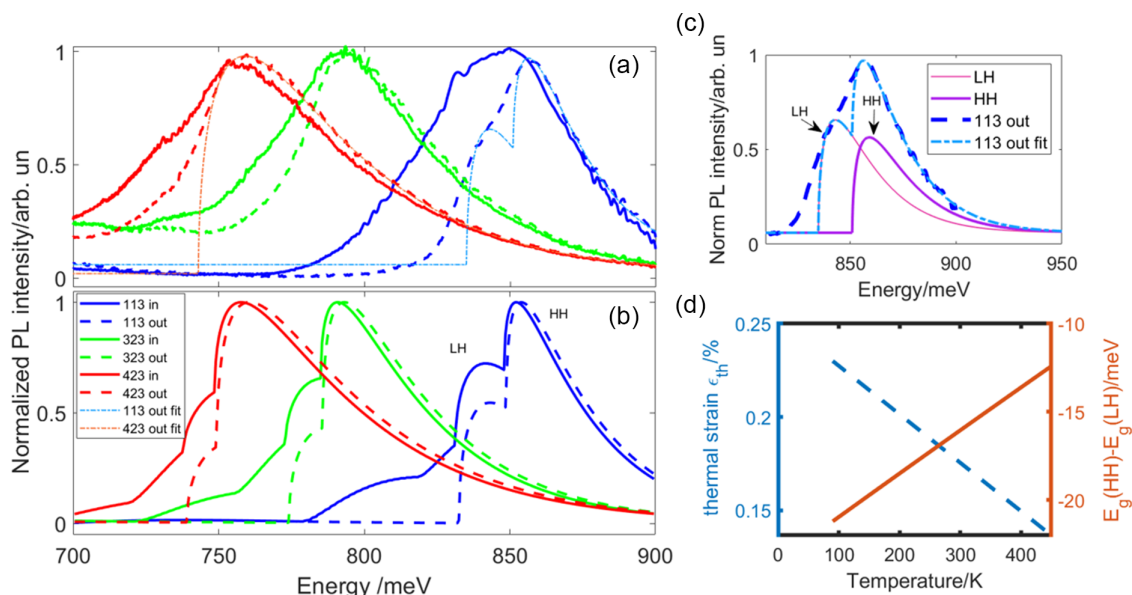 (a)
1
0.5
0
Normalized PL intensity/arb. un
(b)
1
0.5
0
LH
HH
113 in
113 out
323 in
323 out
423 in
423 out
113 out fit
423 out fit
700
750
800
850
900
Energy /meV
(c)
1
0.5
0
Norm PL intensity/arb. un
LH
HH
LH
HH
113 out
113 out fit
850
900
950
Energy/meV
(d)
0.25
0.2
0.15
thermal strain ϵth/%
-10
-15
-20
Eg(HH)-Eg(LH)/meV
100
200
300
400
Temperature/K